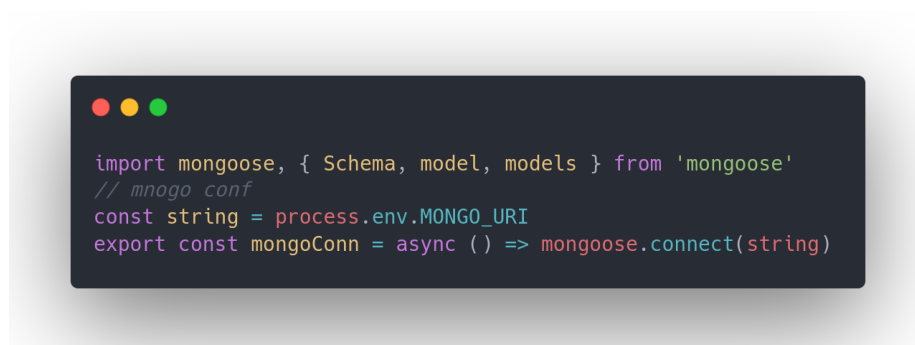 import mongoose, { Schema, model, models } from 'mongoose'
// mnogo conf
const string = process.env.MONGO_URI
export const mongoConn = async () => mongoose.connect(string)